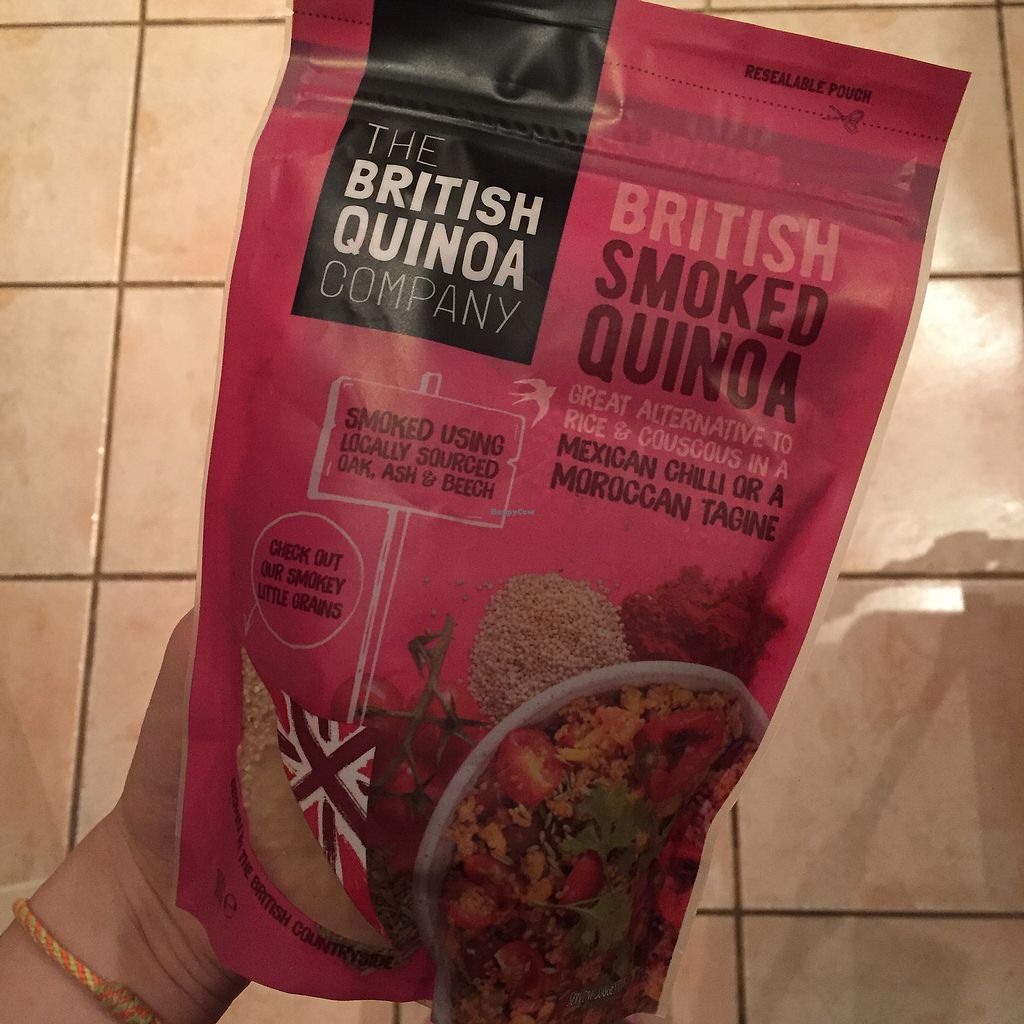 RESEALABLE POUCH
THE
BRITISH
QUINOA
COMPANY
BRITISH
SMOKED
QUINOA
GREAT ALTERNATIVE TO
RICE & COUSCOUS IN A
MEXICAN CHILLI OR A
MOROCCAN TAGINE
SMOKED USING
LOCALLY SOURCED
OAK, ASH & BEECH
HappyCow
CHECK OUT
OUR SMOKEY
LITTLE GRAINS
THE BRITISH COUNTRYSIDE